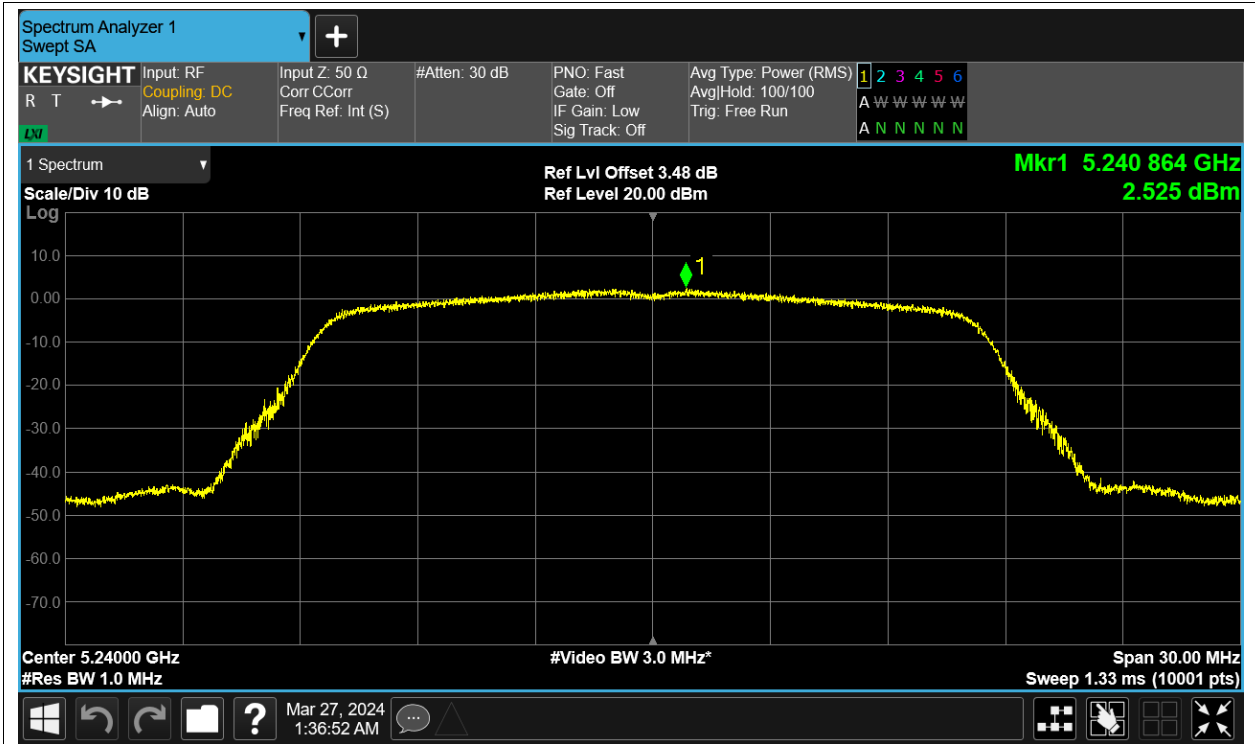 Spectrum Analyzer 1
Swept SA
KEYSIGHT
R T
LXI
Input: RF
Coupling: DC
Align: Auto
Input Z: 50 Ω
Corr CCorr
Freq Ref: Int (S)
#Atten: 30 dB
PNO: Fast
Gate: Off
IF Gain: Low
Sig Track: Off
Avg Type: Power (RMS)
Avg|Hold: 100/100
Trig: Free Run
1 2 3 4 5 6
A W W W W W
A N N N N N
1 Spectrum
Scale/Div 10 dB
Log
Ref Lvl Offset 3.48 dB
Ref Level 20.00 dBm
Mkr1 5.240 864 GHz
2.525 dBm
1
10.0
0.00
-10.0
-20.0
-30.0
-40.0
-50.0
-60.0
-70.0
Center 5.24000 GHz
#Res BW 1.0 MHz
#Video BW 3.0 MHz*
Span 30.00 MHz
Sweep 1.33 ms (10001 pts)
?
Mar 27, 2024
1:36:52 AM